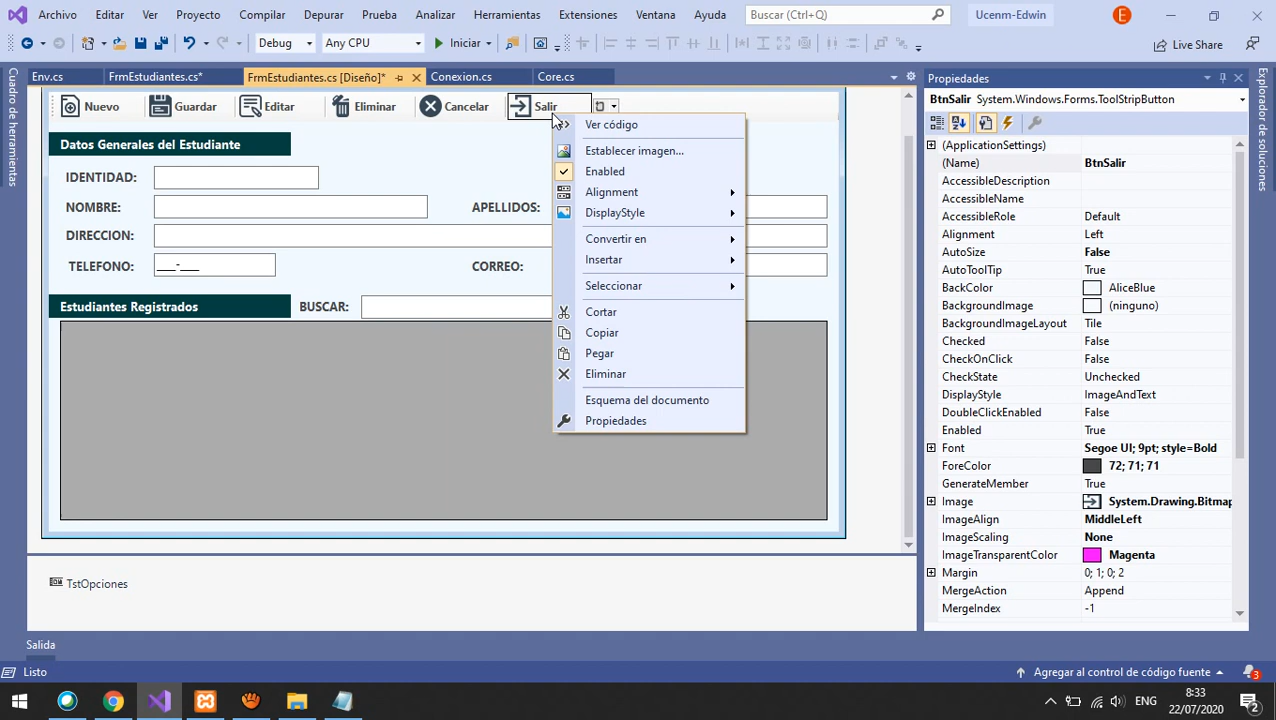 Archivo Editar Ver Proyecto Compilar Depurar Prueba Analizar Herramientas Extensiones Ventana Ayuda Buscar (Ctrl+Q) Ucenm-Edwin E
Debug Any CPU Iniciar Live Share
Env.cs FrmEstudiantes.cs* FrmEstudiantes.cs [Diseño]* Conexion.cs Core.cs
Cuadro de herramientas
Nuevo Guardar Editar Eliminar Cancelar Salir
Datos Generales del Estudiante
IDENTIDAD:
NOMBRE: APELLIDOS:
DIRECCION:
TELEFONO: ___-___ CORREO:
Estudiantes Registrados BUSCAR:
Ver código
Establecer imagen...
Enabled
Alignment
DisplayStyle
Convertir en
Insertar
Seleccionar
Cortar
Copiar
Pegar
Eliminar
Esquema del documento
Propiedades
TstOpciones
Propiedades
BtnSalir System.Windows.Forms.ToolStripButton
(ApplicationSettings)
(Name) BtnSalir
AccessibleDescription
AccessibleName
AccessibleRole Default
Alignment Left
AutoSize False
AutoToolTip True
BackColor AliceBlue
BackgroundImage (ninguno)
BackgroundImageLayout Tile
Checked False
CheckOnClick False
CheckState Unchecked
DisplayStyle ImageAndText
DoubleClickEnabled False
Enabled True
Font Segoe UI; 9pt; style=Bold
ForeColor 72; 71; 71
GenerateMember True
Image System.Drawing.Bitmap
ImageAlign MiddleLeft
ImageScaling None
ImageTransparentColor Magenta
Margin 0; 1; 0; 2
MergeAction Append
MergeIndex -1
Explorador de soluciones
Salida
Listo Agregar al control de código fuente 3
ENG 8:33
22/07/2020 2